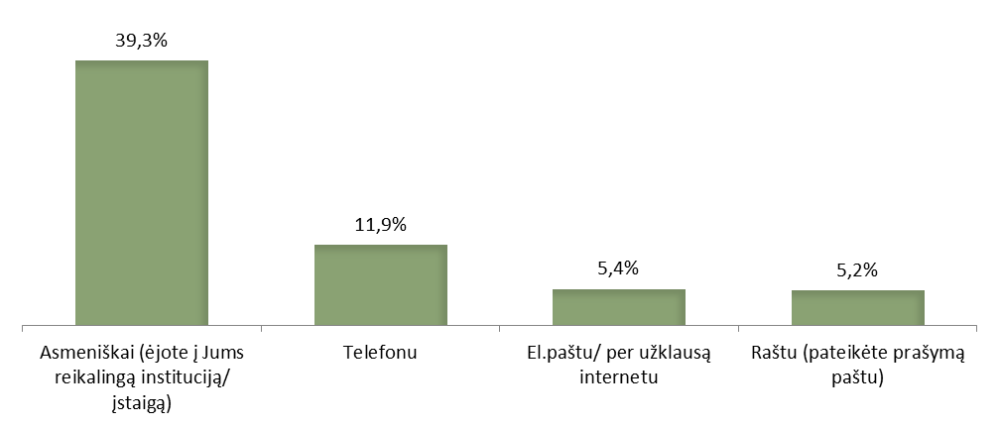 39,3%
11,9%
5,4%
5,2%
Asmeniškai (ėjote į Jums
reikalingą instituciją/
įstaigą)
Telefonu
El.paštu/ per užklausą
internetu
Raštu (pateikėte prašymą
paštu)